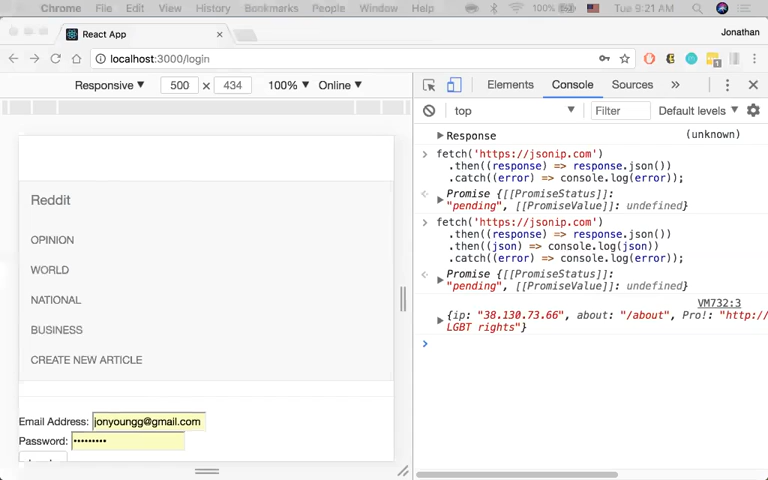 Chrome File Edit View History Bookmarks People Window Help 100% Tue 9:21 AM
React App × Jonathan
localhost:3000/login
Responsive ▼ 500 × 434 100% ▼ Online ▼
Elements Console Sources »
top ▼ Filter Default levels ▼
▶ Response (unknown)
> fetch('https://jsonip.com')
.then((response) => response.json())
.catch((error) => console.log(error));
Promise {[[PromiseStatus]]:
"pending", [[PromiseValue]]: undefined}
> fetch('https://jsonip.com')
.then((response) => response.json())
.then((json) => console.log(json))
.catch((error) => console.log(error));
Promise {[[PromiseStatus]]:
"pending", [[PromiseValue]]: undefined}
VM732:3
{ip: "38.130.73.66", about: "/about", Pro!: "http://
LGBT rights"}
>
Reddit
OPINION
WORLD
NATIONAL
BUSINESS
CREATE NEW ARTICLE
Email Address: jonyoungg@gmail.com
Password: •••••••••